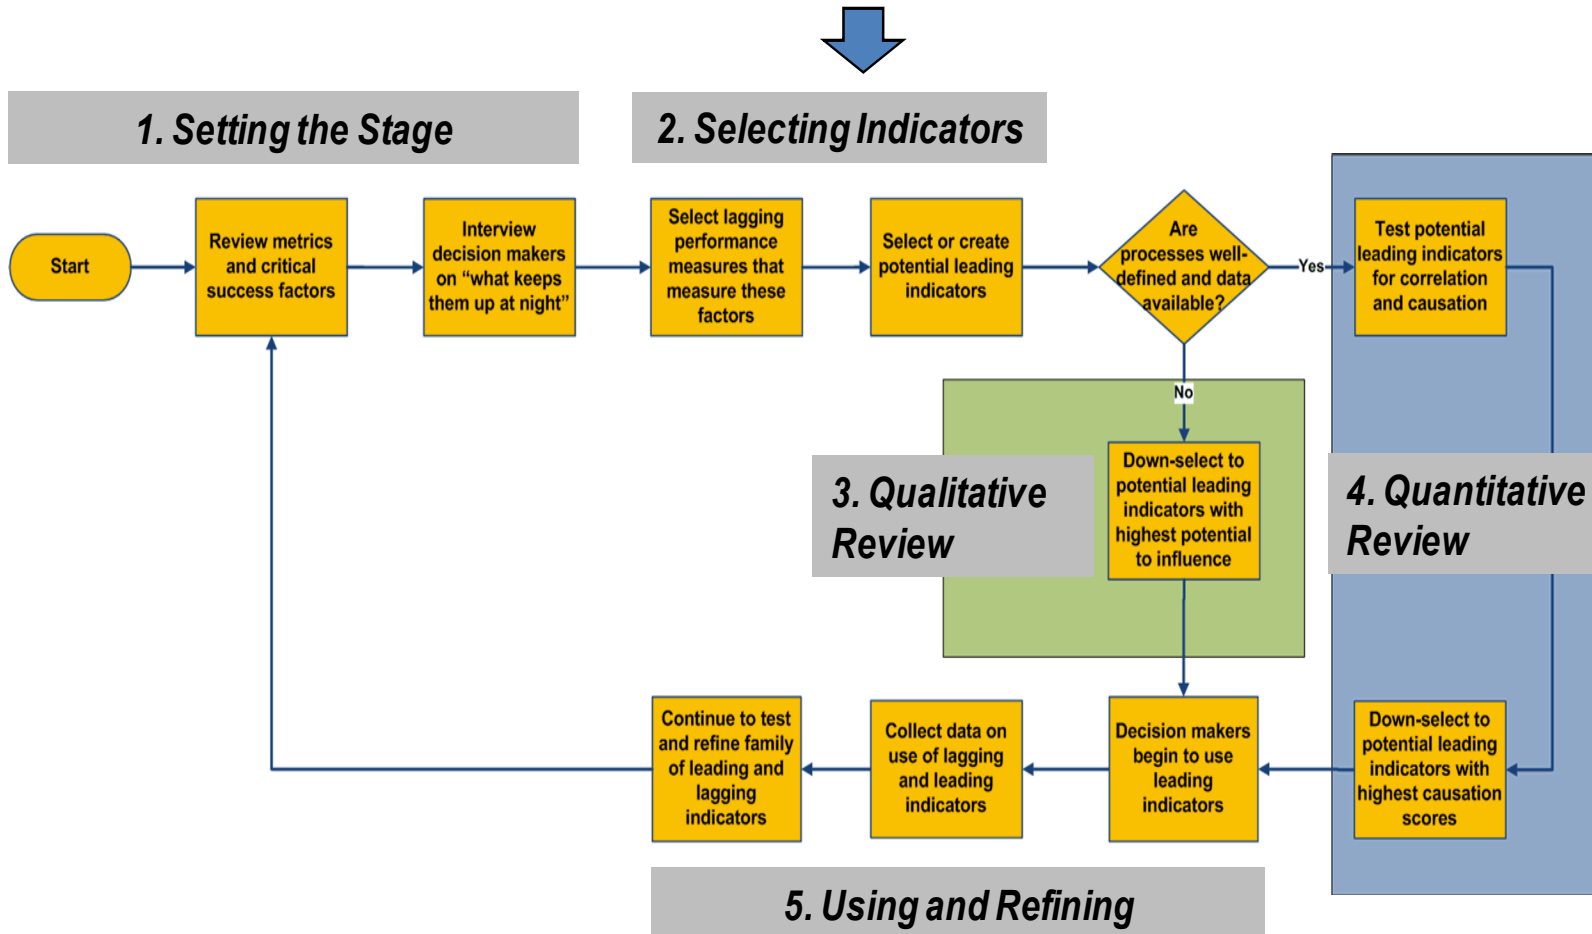 1. Setting the Stage
2. Selecting Indicators
Start
Review metrics
and critical
success factors
Interview
decision makers
on “what keeps
them up at night”
Select lagging
performance
measures that
measure these
factors
Select or create
potential leading
indicators
Are
processes well-
defined and data
available?
Yes
Test potential
leading indicators
for correlation
and causation
No
3. Qualitative
Review
Down-select to
potential leading
indicators with
highest potential
to influence
4. Quantitative
Review
Continue to test
and refine family
of leading and
lagging
indicators
Collect data on
use of lagging
and leading
indicators
Decision makers
begin to use
leading
indicators
Down-select to
potential leading
indicators with
highest causation
scores
5. Using and Refining